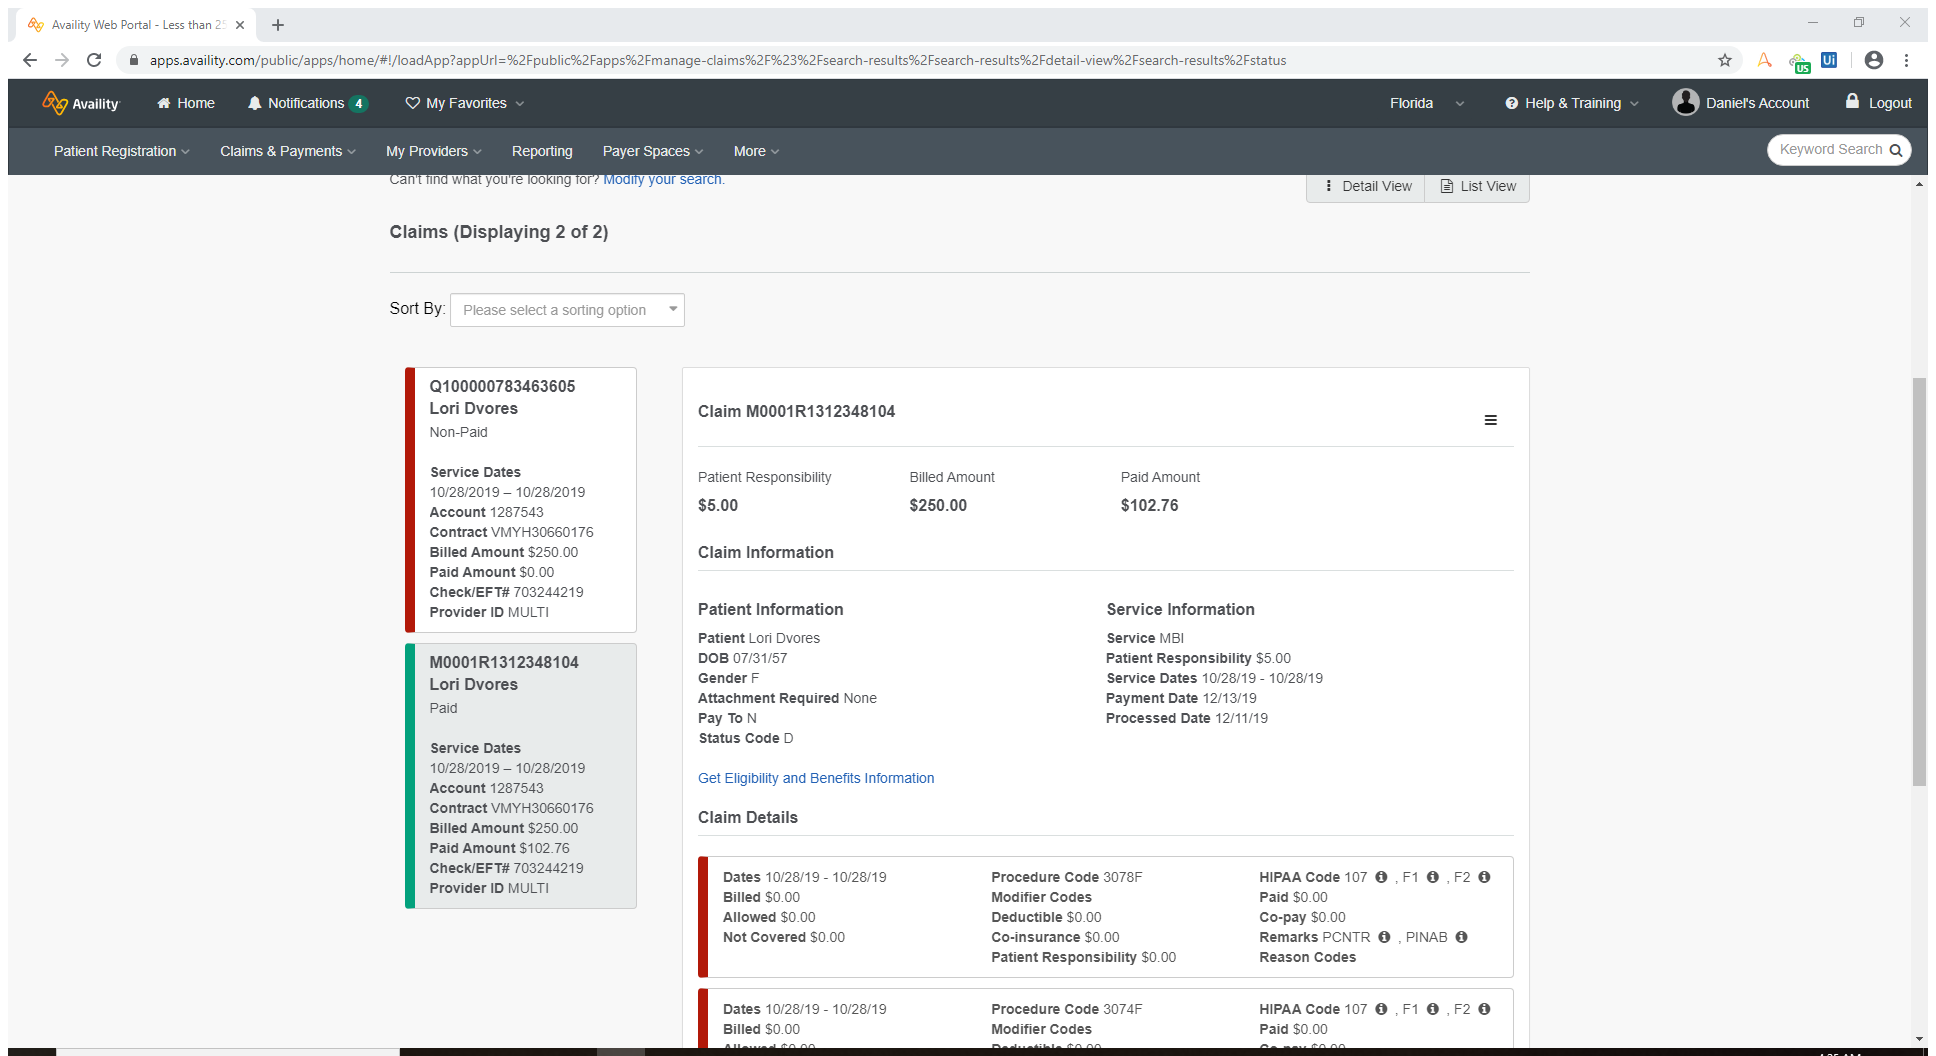 Availity Web Portal - Less than 25
apps.availity.com/public/apps/home/#!/loadApp?appUrl=%2Fpublic%2Fapps%2Fmanage-claims%2F%23%2Fsearch-results%2Fsearch-results%2Fdetail-view%2Fsearch-results%2Fstatus
US
Ui
Availity Home Notifications 4 My Favorites Florida Help & Training Daniel's Account Logout
Patient Registration Claims & Payments My Providers Reporting Payer Spaces More Keyword Search
Can't find what you're looking for? Modify your search.
Detail View List View
Claims (Displaying 2 of 2)
Sort By: Please select a sorting option
Q100000783463605
Lori Dvores
Non-Paid
Service Dates
10/28/2019 – 10/28/2019
Account 1287543
Contract VMYH30660176
Billed Amount $250.00
Paid Amount $0.00
Check/EFT# 703244219
Provider ID MULTI
M0001R1312348104
Lori Dvores
Paid
Service Dates
10/28/2019 – 10/28/2019
Account 1287543
Contract VMYH30660176
Billed Amount $250.00
Paid Amount $102.76
Check/EFT# 703244219
Provider ID MULTI
Claim M0001R1312348104
Patient Responsibility Billed Amount Paid Amount
$5.00 $250.00 $102.76
Claim Information
Patient Information
Patient Lori Dvores
DOB 07/31/57
Gender F
Attachment Required None
Pay To N
Status Code D
Service Information
Service MBI
Patient Responsibility $5.00
Service Dates 10/28/19 - 10/28/19
Payment Date 12/13/19
Processed Date 12/11/19
Get Eligibility and Benefits Information
Claim Details
Dates 10/28/19 - 10/28/19
Billed $0.00
Allowed $0.00
Not Covered $0.00
Procedure Code 3078F
Modifier Codes
Deductible $0.00
Co-insurance $0.00
Patient Responsibility $0.00
HIPAA Code 107 , F1 , F2
Paid $0.00
Co-pay $0.00
Remarks PCNTR , PINAB
Reason Codes
Dates 10/28/19 - 10/28/19
Billed $0.00
Allowed $0.00
Procedure Code 3074F
Modifier Codes
Deductible $0.00
HIPAA Code 107 , F1 , F2
Paid $0.00
Co-pay $0.00